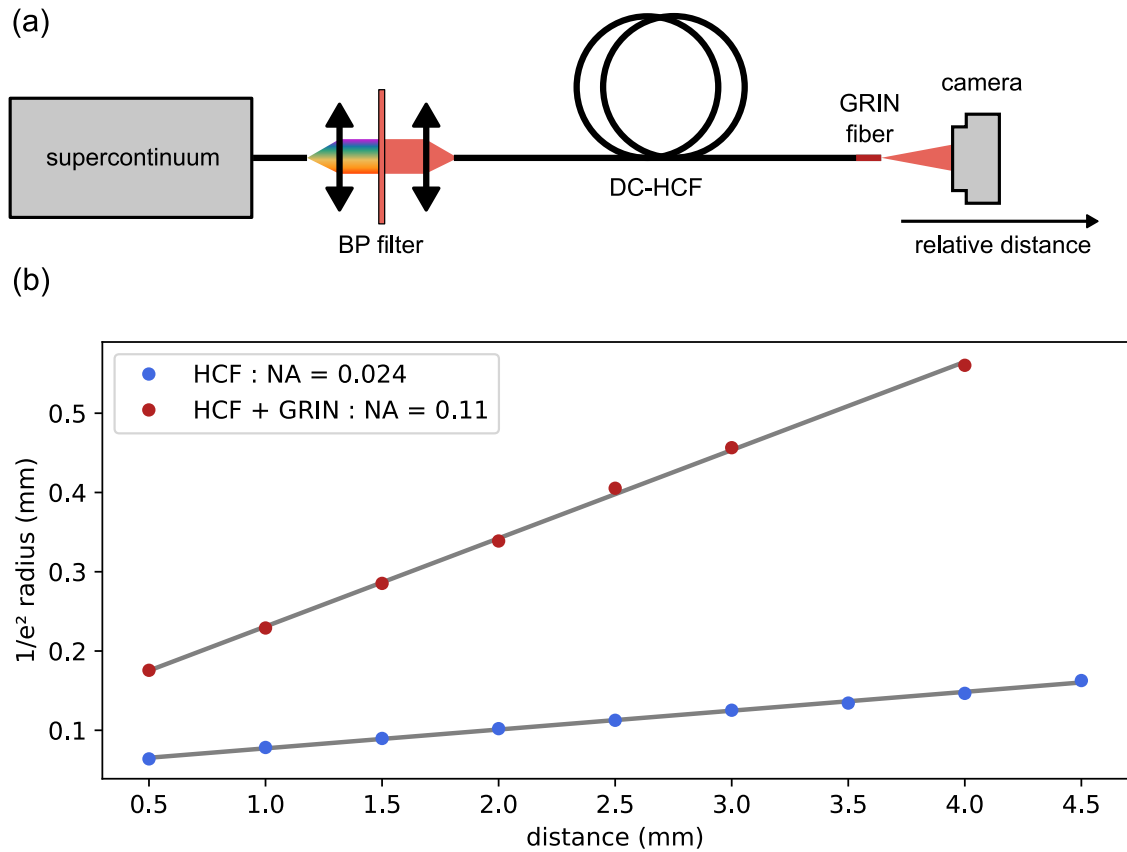 (a)
supercontinuum
BP filter
DC-HCF
GRIN
fiber
camera
relative distance
(b)
HCF : NA = 0.024
HCF + GRIN : NA = 0.11
1/e² radius (mm)
0.5
0.4
0.3
0.2
0.1
0.5 1.0 1.5 2.0 2.5 3.0 3.5 4.0 4.5
distance (mm)